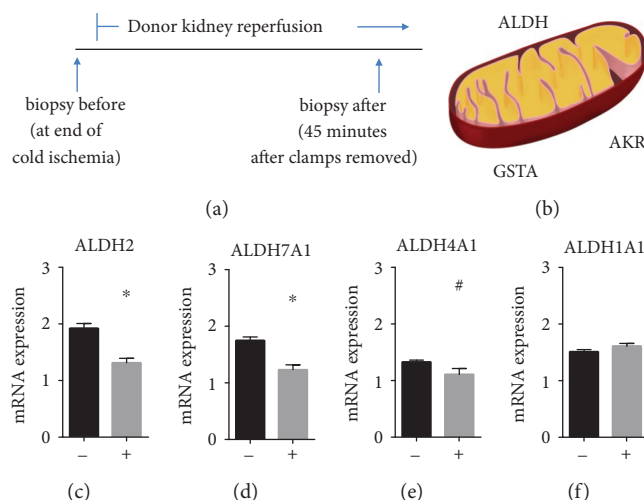 Donor kidney reperfusion
biopsy before
(at end of
cold ischemia)
biopsy after
(45 minutes
after clamps removed)
(a)
ALDH
AKR
GSTA
(b)
ALDH2
mRNA expression
3
2
1
0
*
− +
(c)
ALDH7A1
mRNA expression
3
2
1
0
*
− +
(d)
ALDH4A1
mRNA expression
3
2
1
0
#
− +
(e)
ALDH1A1
mRNA expression
3
2
1
0
− +
(f)